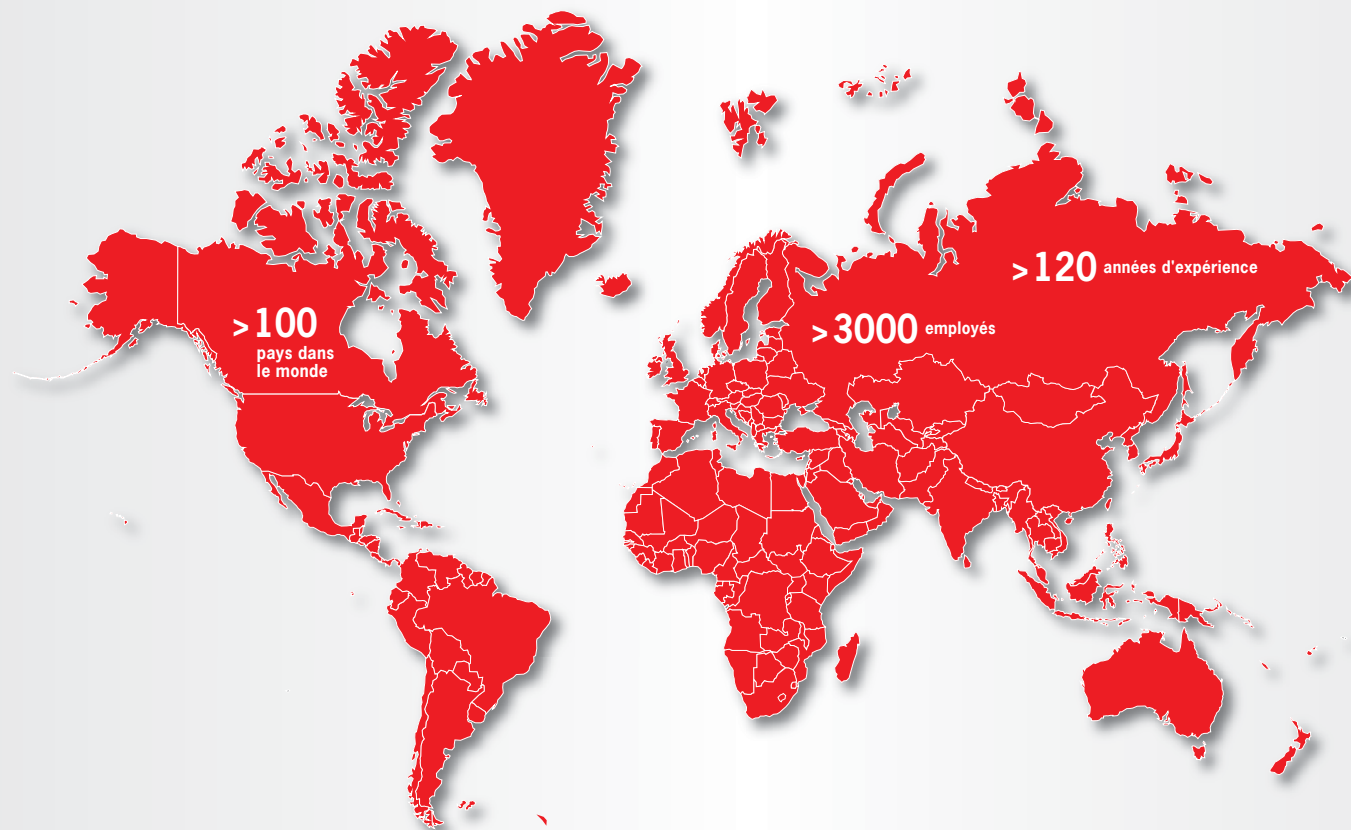 > 120 années d'expérience
> 3000 employés
> 100
pays dans
le monde